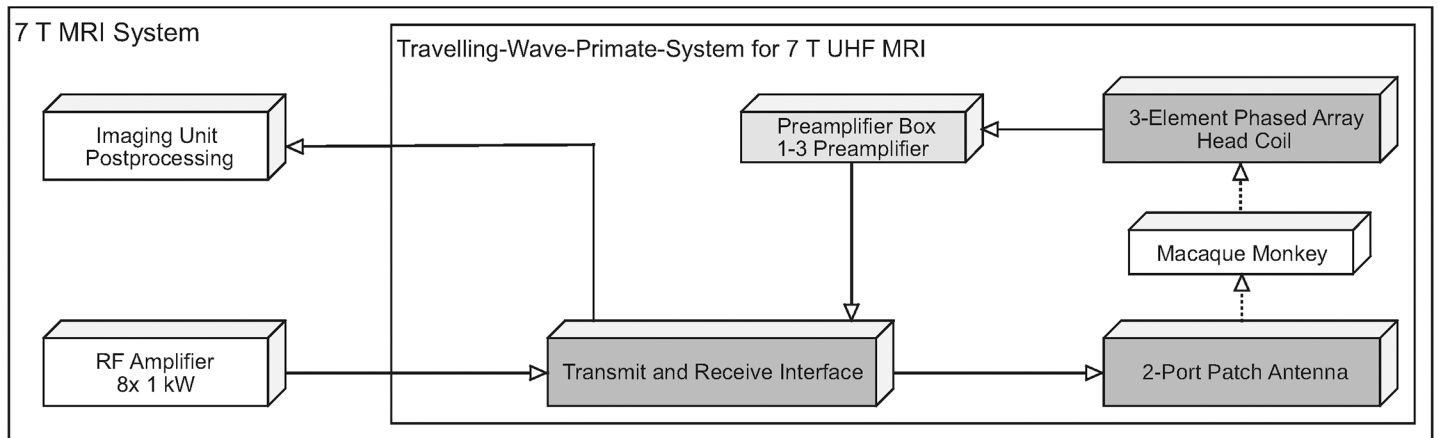 7 T MRI System
Travelling-Wave-Primate-System for 7 T UHF MRI
Imaging Unit
Postprocessing
Preamplifier Box
1-3 Preamplifier
3-Element Phased Array
Head Coil
Macaque Monkey
RF Amplifier
8x 1 kW
Transmit and Receive Interface
2-Port Patch Antenna